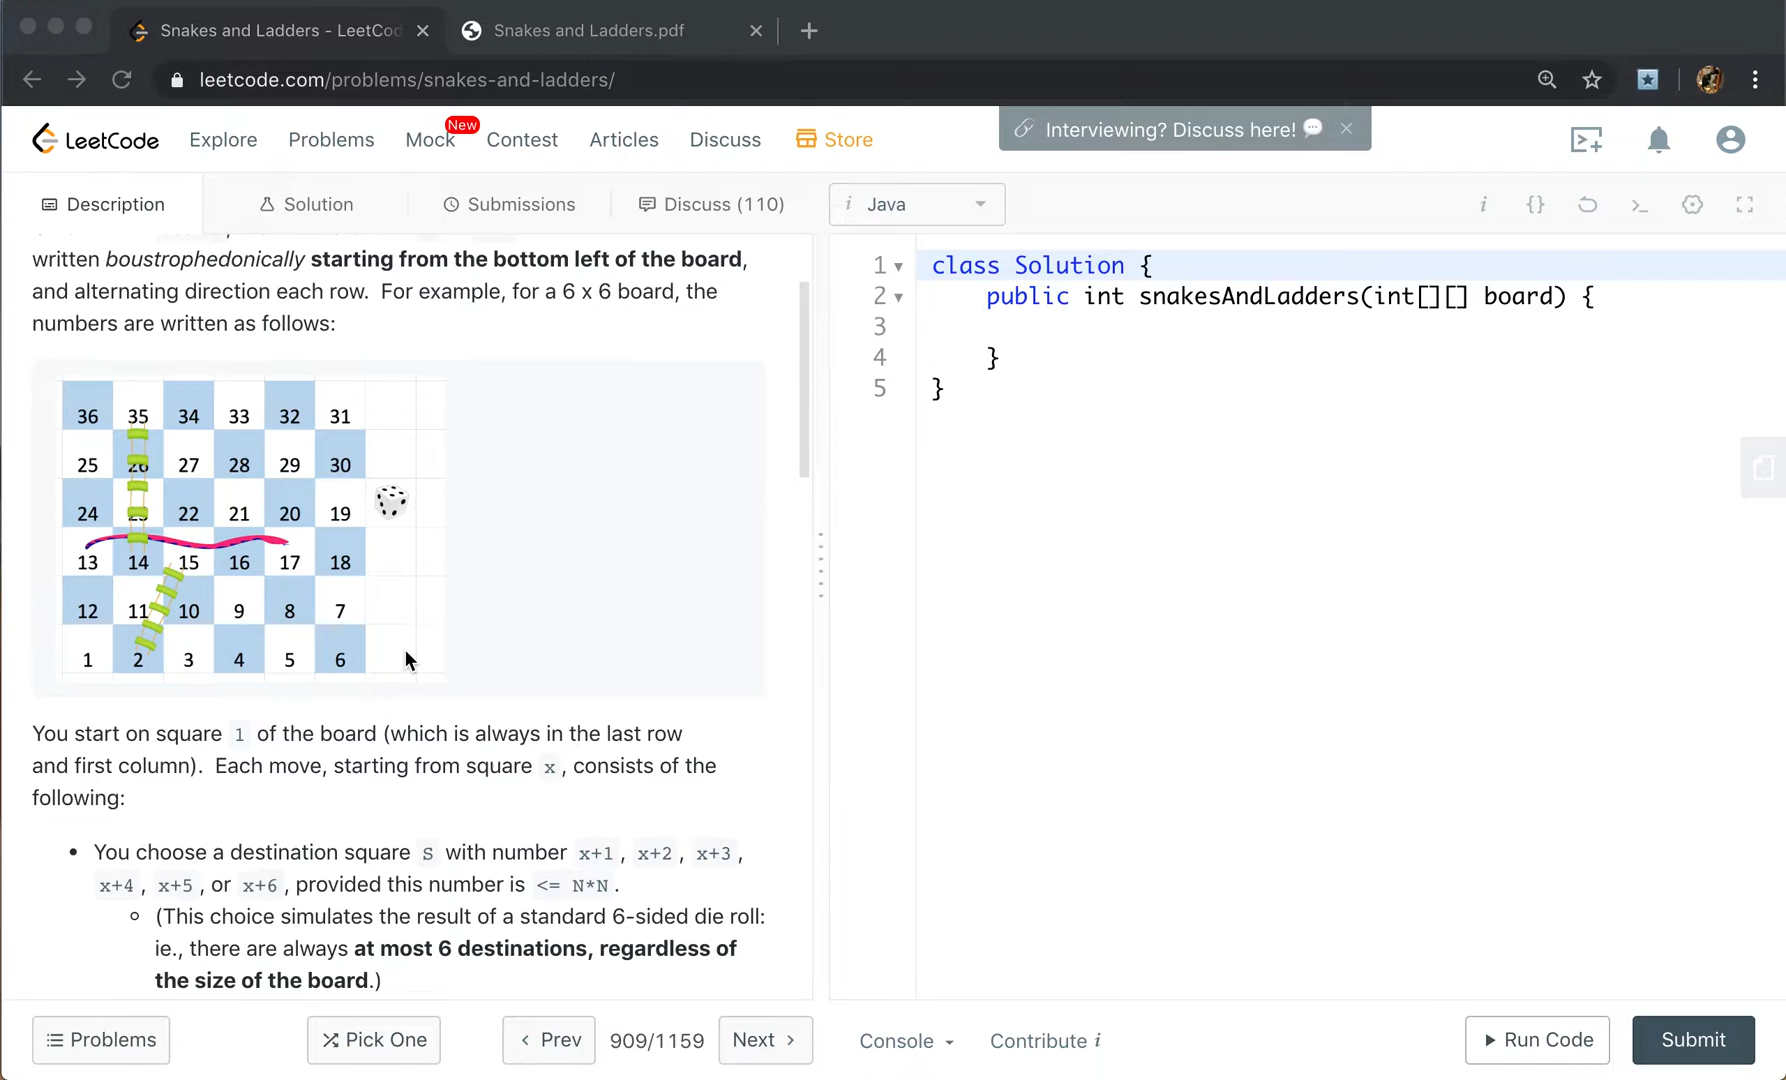 Snakes and Ladders - LeetCod
Snakes and Ladders.pdf
leetcode.com/problems/snakes-and-ladders/
LeetCode
Explore
Problems
Mock
New
Contest
Articles
Discuss
Store
Interviewing? Discuss here!
Description
Solution
Submissions
Discuss (110)
i Java
written boustrophedonically starting from the bottom left of the board,
and alternating direction each row. For example, for a 6 x 6 board, the
numbers are written as follows:
36 35 34 33 32 31
25 26 27 28 29 30
24 23 22 21 20 19
13 14 15 16 17 18
12 11 10 9 8 7
1 2 3 4 5 6
You start on square 1 of the board (which is always in the last row
and first column). Each move, starting from square x, consists of the
following:
• You choose a destination square S with number x+1, x+2, x+3,
x+4, x+5, or x+6, provided this number is <= N*N.
(This choice simulates the result of a standard 6-sided die roll:
ie., there are always at most 6 destinations, regardless of
the size of the board.)
1 class Solution {
2 public int snakesAndLadders(int[][] board) {
3
4 }
5 }
Problems
Pick One
Prev
909/1159
Next
Console
Contribute i
Run Code
Submit